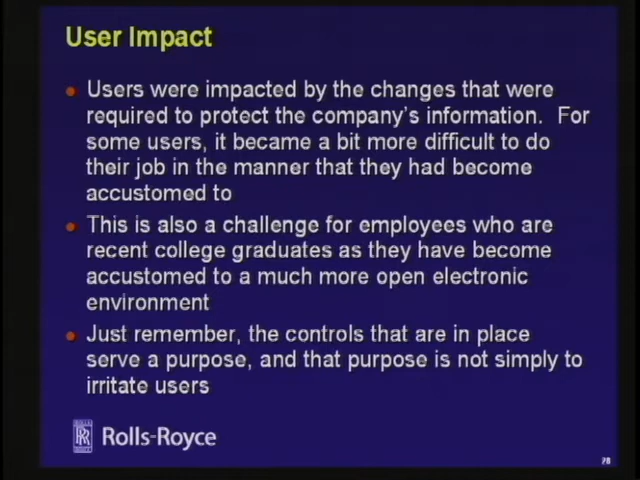 User Impact
Users were impacted by the changes that were
required to protect the company's information. For
some users, it became a bit more difficult to do
their job in the manner that they had become
accustomed to
This is also a challenge for employees who are
recent college graduates as they have become
accustomed to a much more open electronic
environment
Just remember, the controls that are in place
serve a purpose, and that purpose is not simply to
irritate users
Rolls-Royce